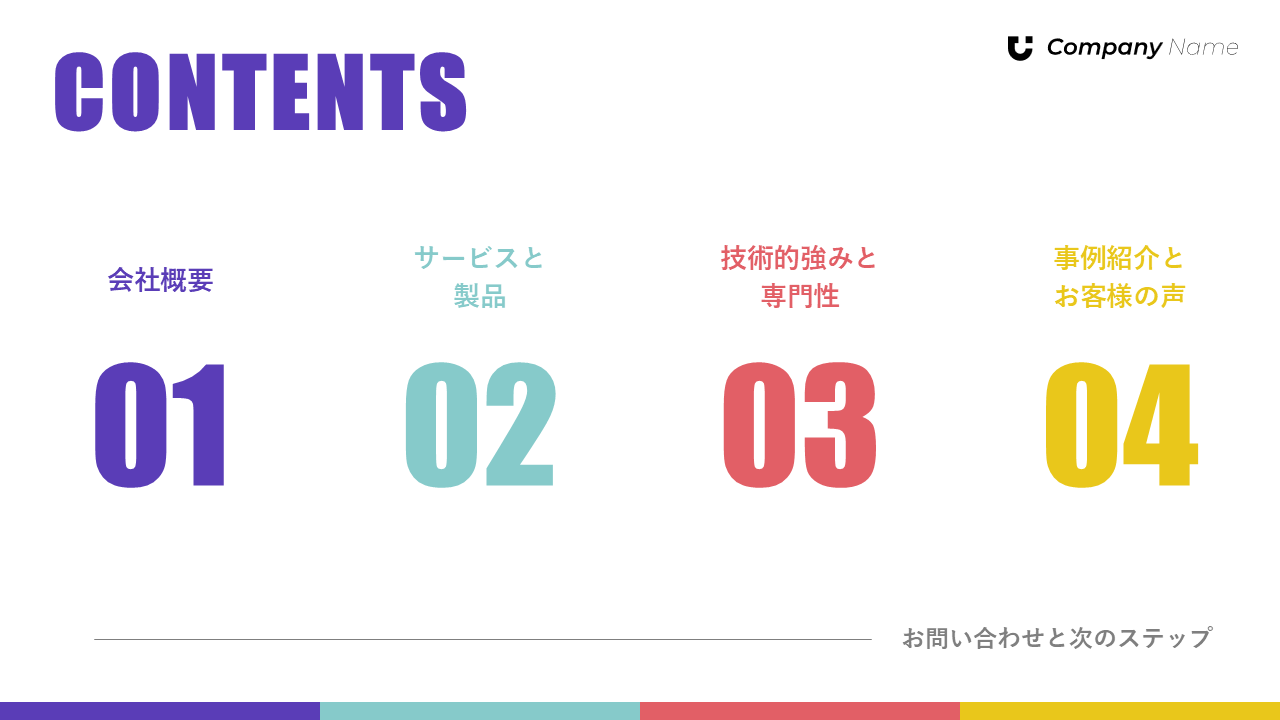 CONTENTS
Company Name
会社概要
01
サービスと
製品
02
技術的強みと
専門性
03
事例紹介と
お客様の声
04
お問い合わせと次のステップ